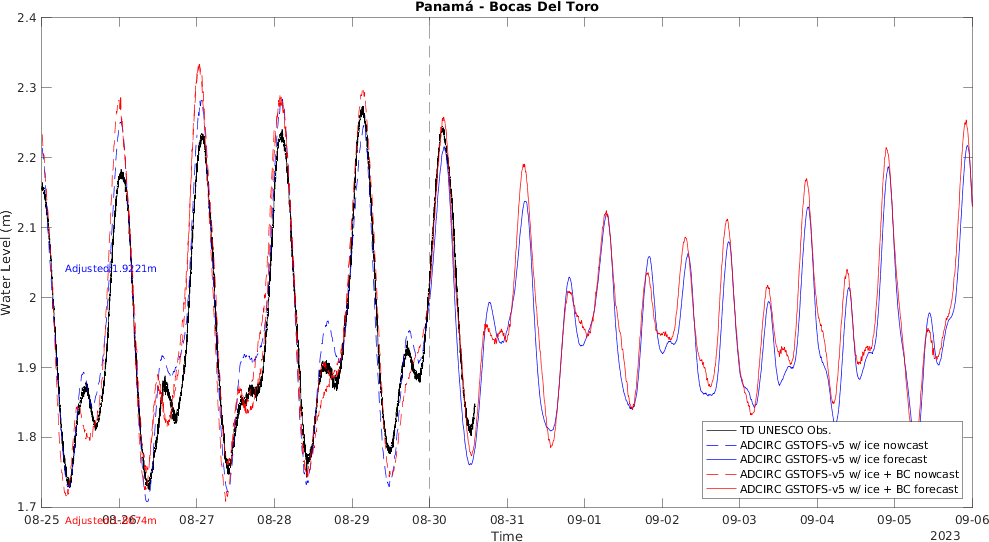 Panamá - Bocas Del Toro
2.4
2.3
2.2
2.1
2
1.9
1.8
1.7
Water Level (m)
Adjusted 1.9221m
TD UNESCO Obs.
ADCIRC GSTOFS-v5 w/ ice nowcast
ADCIRC GSTOFS-v5 w/ ice forecast
ADCIRC GSTOFS-v5 w/ ice + BC nowcast
ADCIRC GSTOFS-v5 w/ ice + BC forecast
Adjusted
08-25 08-26 08-27 08-28 08-29 08-30 08-31 09-01 09-02 09-03 09-04 09-05 09-06
Time
2023